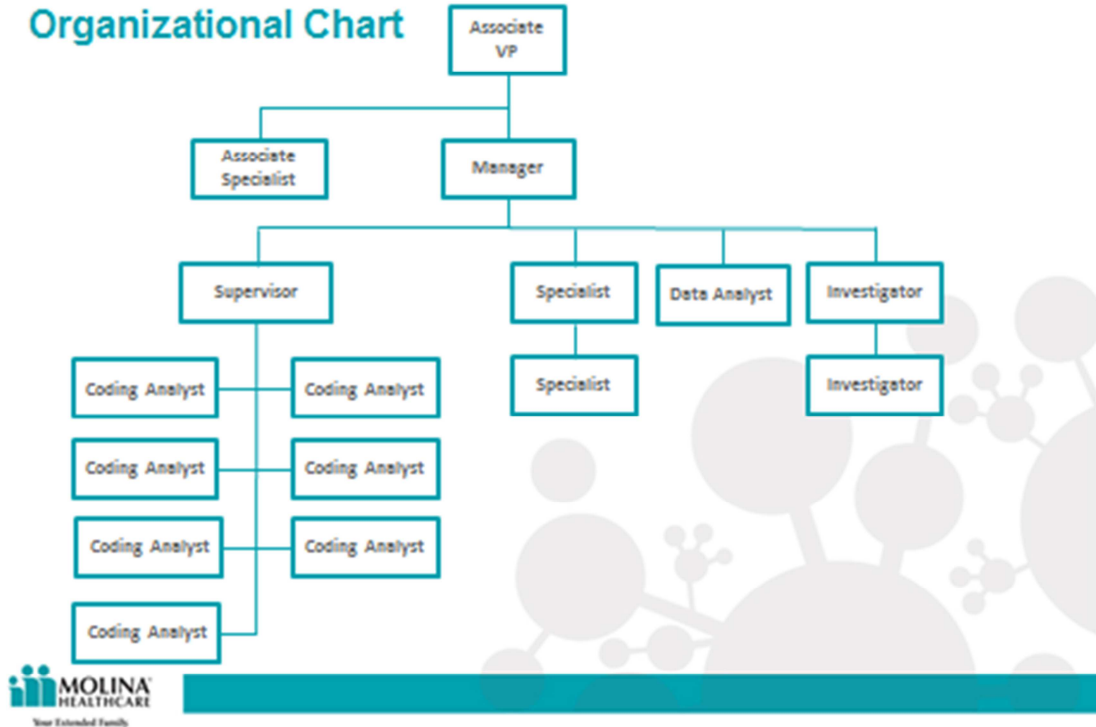 Organizational Chart
Associate
VP
Associate
Specialist
Manager
Supervisor
Specialist
Data Analyst
Investigator
Specialist
Investigator
Coding Analyst
Coding Analyst
Coding Analyst
Coding Analyst
Coding Analyst
Coding Analyst
Coding Analyst
MOLINA
HEALTHCARE
Your Extended Family.